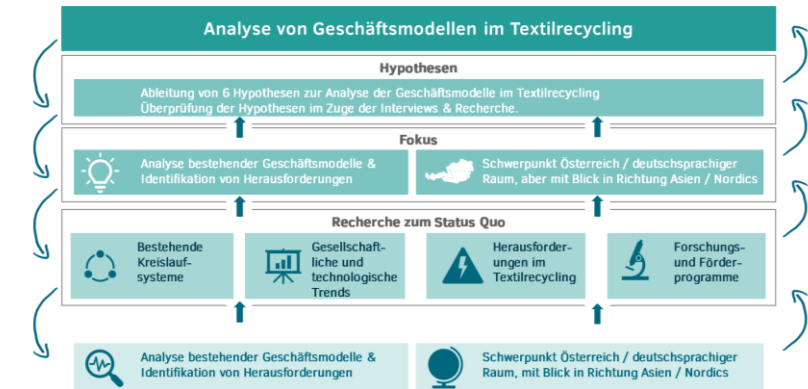 Analyse von Geschäftsmodellen im Textilrecycling
Hypothesen
Ableitung von 6 Hypothesen zur Analyse der Geschäftsmodelle im Textilrecycling
Überprüfung der Hypothesen im Zuge der Interviews & Recherche.
Fokus
Analyse bestehender Geschäftsmodelle &
Identifikation von Herausforderungen
Schwerpunkt Österreich / deutschsprachiger
Raum, aber mit Blick in Richtung Asien / Nordics
Recherche zum Status Quo
Bestehende
Kreislauf-
systeme
Gesellschaft-
liche und
technologische
Trends
Herausforder-
ungen im
Textilrecycling
Forschungs-
und Förder-
programme
Analyse bestehender Geschäftsmodelle &
Identifikation von Herausforderungen
Schwerpunkt Österreich / deutschsprachiger
Raum, mit Blick in Richtung Asien / Nordics